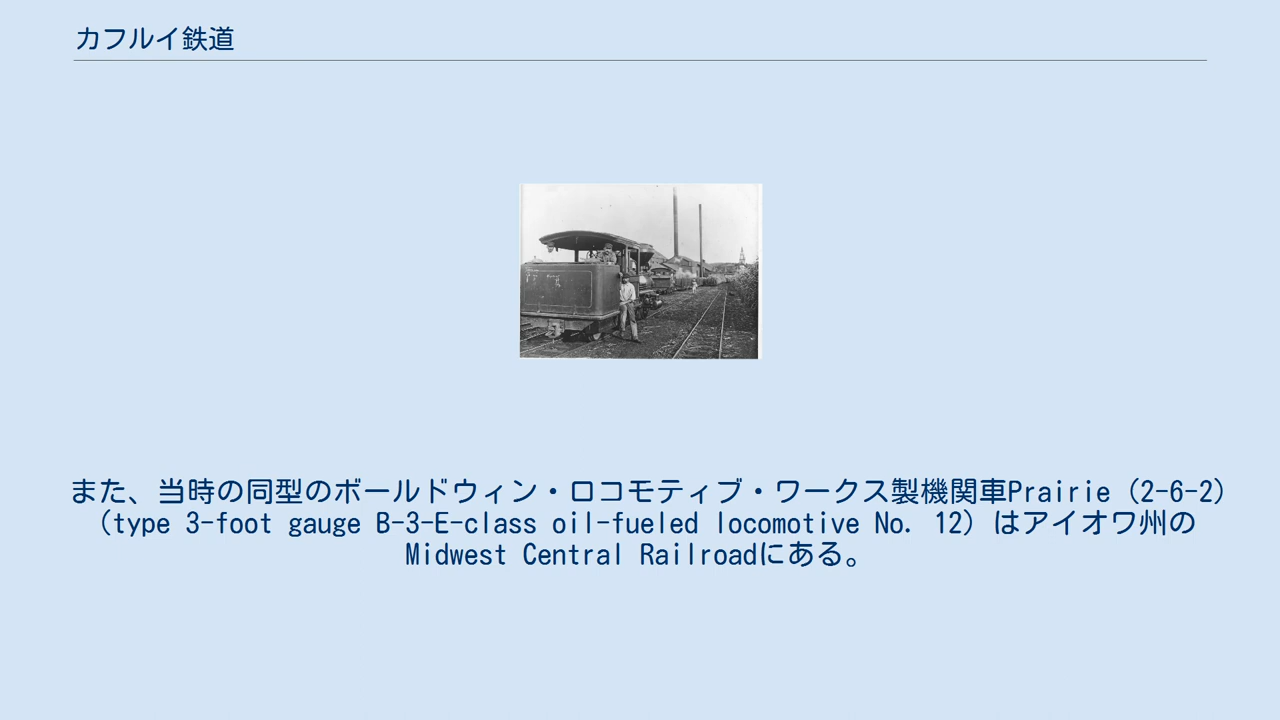 カフルイ鉄道
また、当時の同型のボールドウィン・ロコモティブ・ワークス製機関車Prairie（2-6-2）
（type 3-foot gauge B-3-E-class oil-fueled locomotive No. 12）はアイオワ州の
Midwest Central Railroadにある。